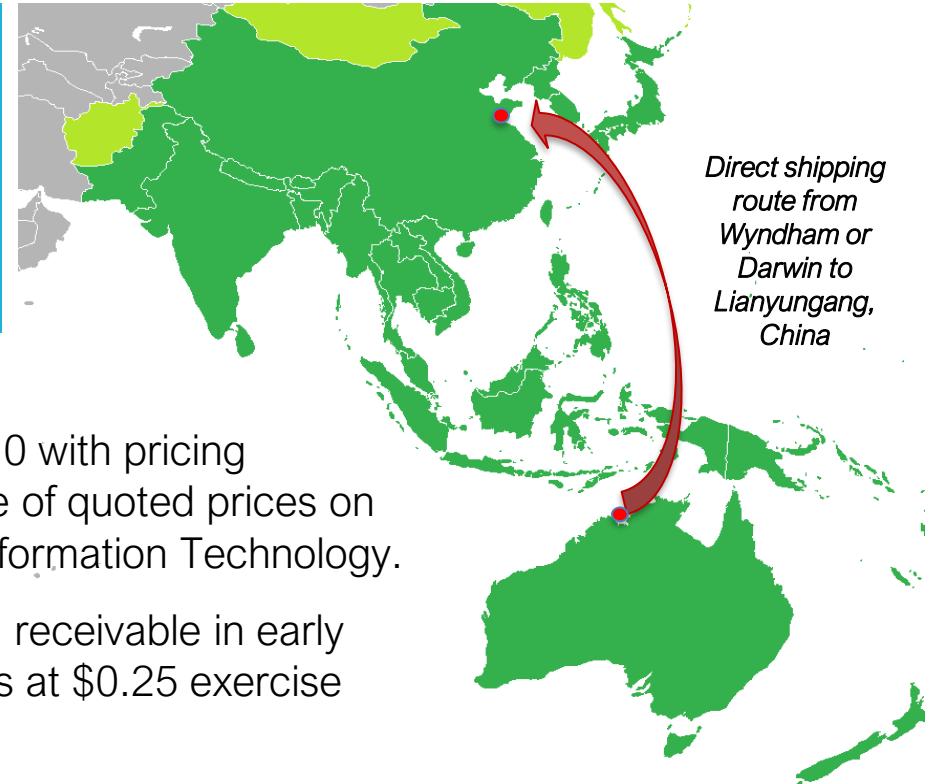 Direct shipping
route from
Wyndham or
Darwin to
Lianyungang,
China
0 with pricing
e of quoted prices on
formation Technology.
receivable in early
s at $0.25 exercise